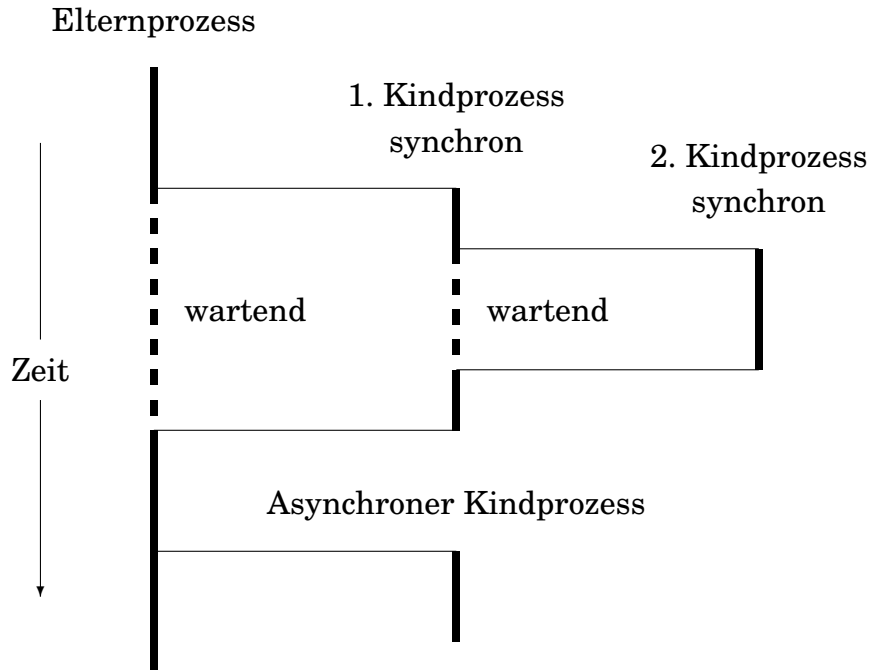 Elternprozess
1. Kindprozess
synchron
2. Kindprozess
synchron
wartend
wartend
Zeit
Asynchroner Kindprozess